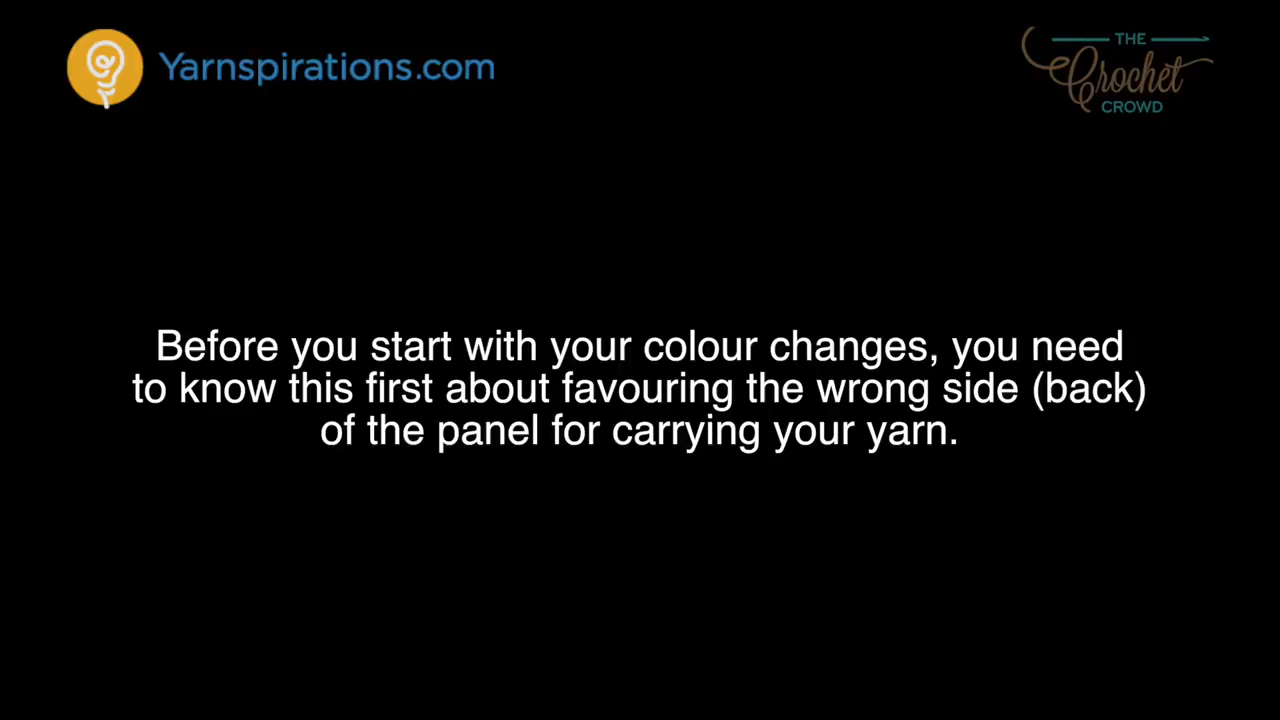 Yarnspirations.com
THE
Crochet
CROWD
Before you start with your colour changes, you need
to know this first about favouring the wrong side (back)
of the panel for carrying your yarn.